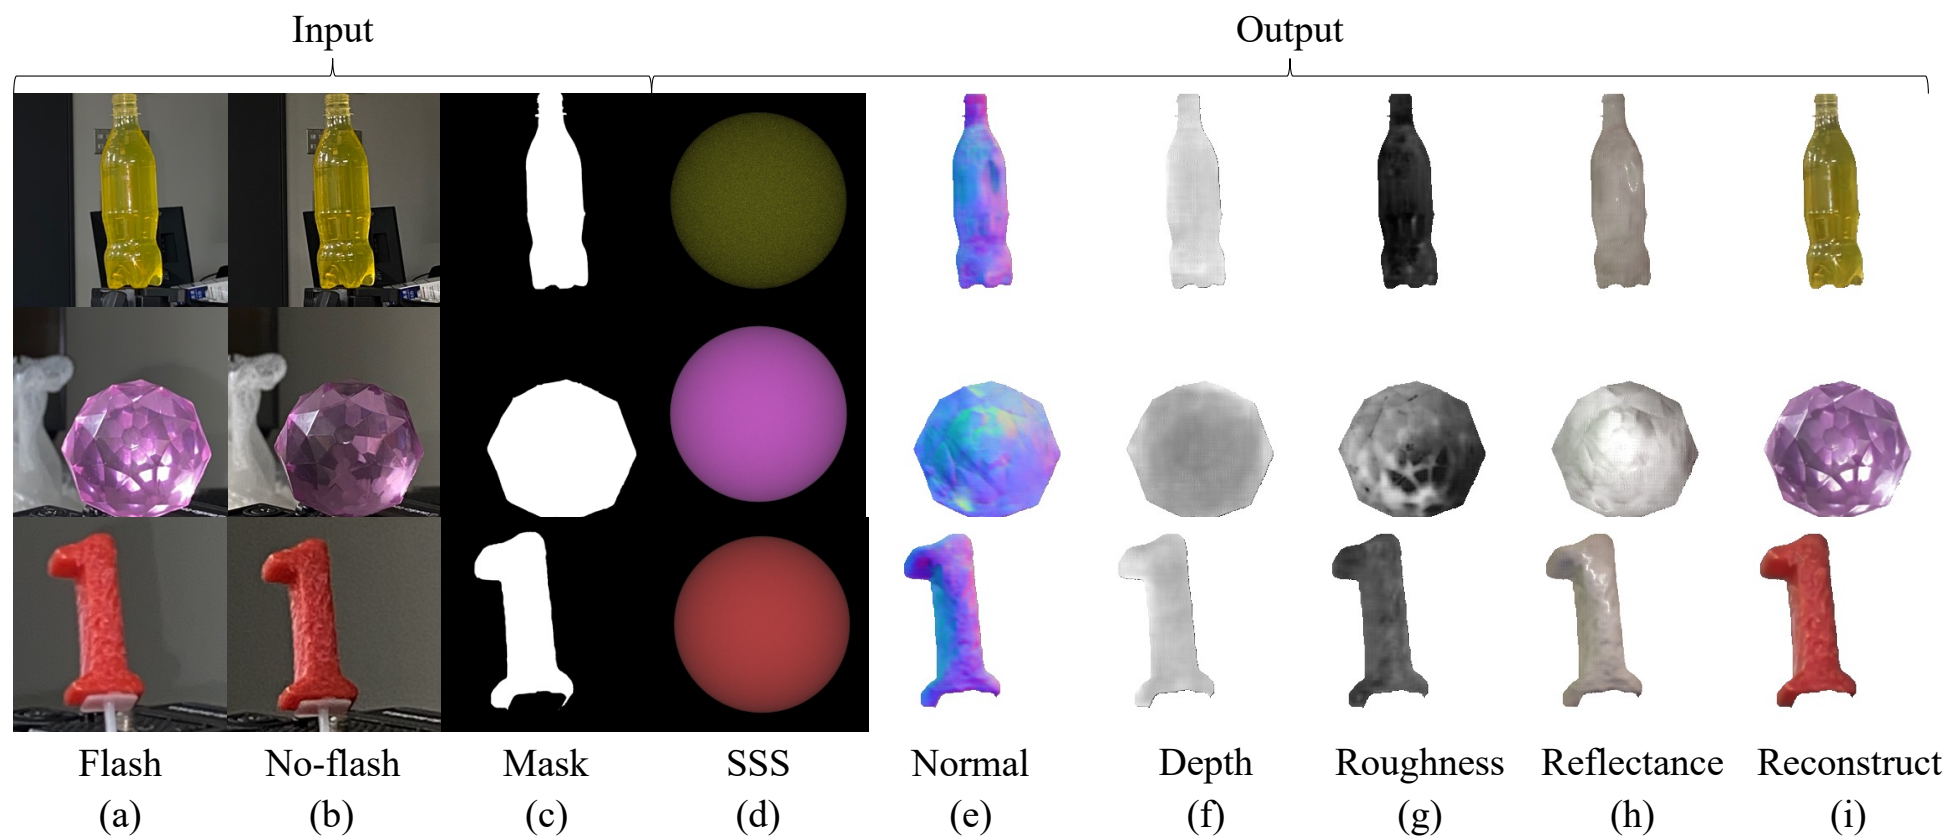 Input Output
Flash No-flash Mask SSS Normal Depth Roughness Reflectance Reconstruct
(a) (b) (c) (d) (e) (f) (g) (h) (i)